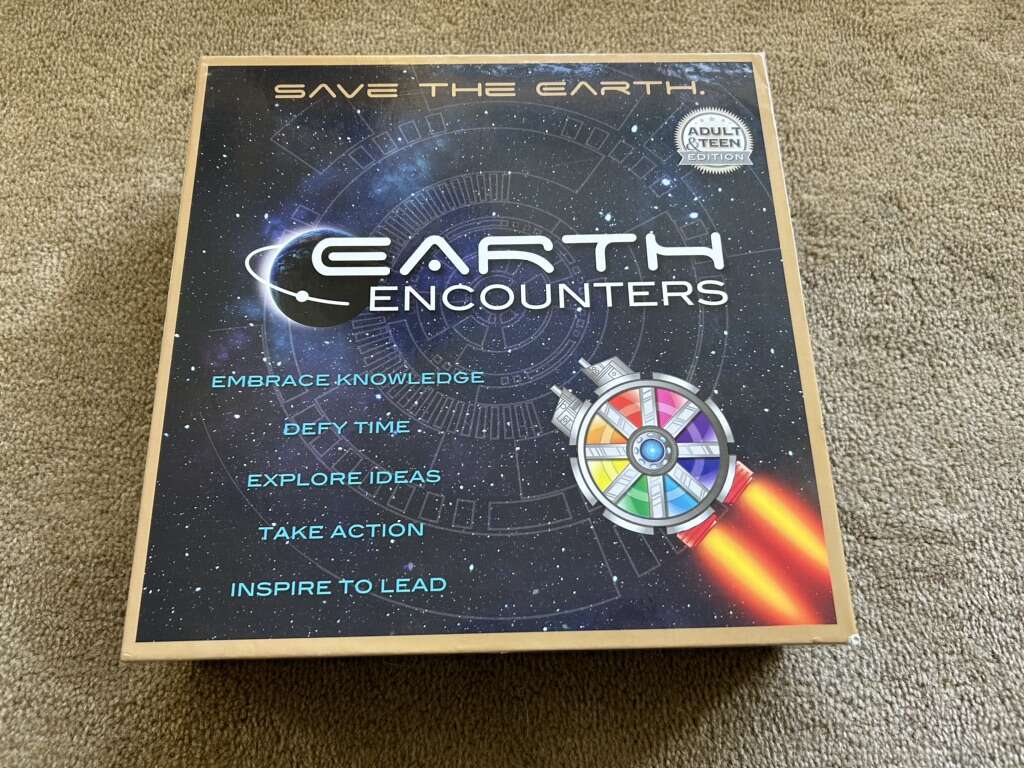 SAVE THE EARTH.
ADULT
& TEEN
EDITION
EARTH
ENCOUNTERS
EMBRACE KNOWLEDGE
DEFY TIME
EXPLORE IDEAS
TAKE ACTION
INSPIRE TO LEAD